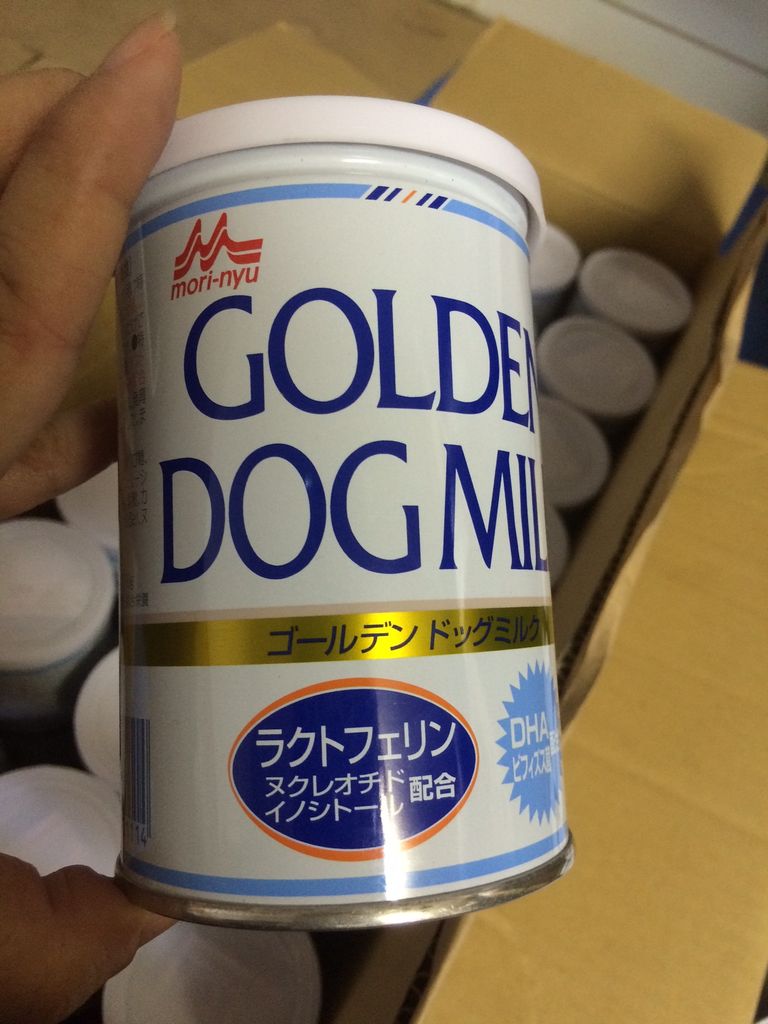 mori-nyu
GOLDEN
DOG MIL
ゴールデン ドッグミルク
ラクトフェリン
ヌクレオチド
イノシトール 配合
DHA
ビフィズス菌
114